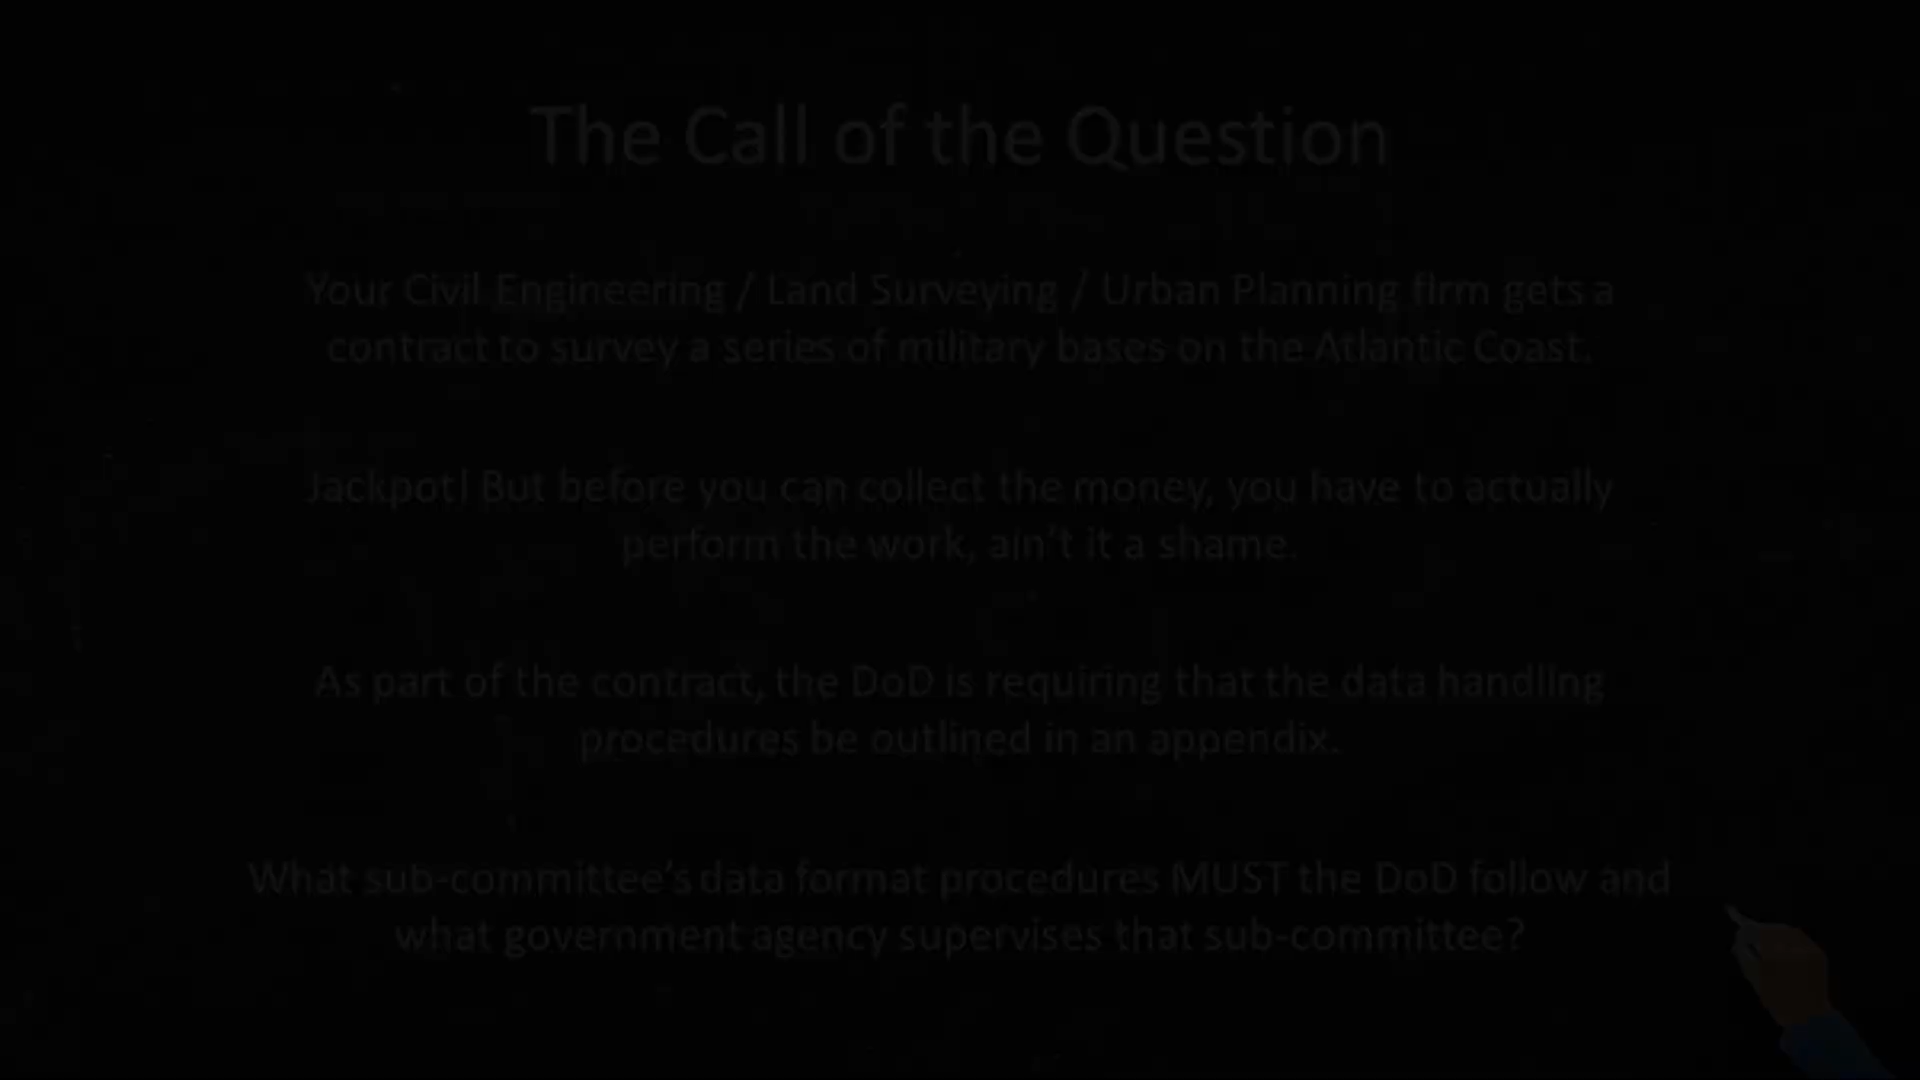 The Call of the Question
Your Civil Engineering / Land Surveying / Urban Planning firm gets a
contract to survey a series of military bases on the Atlantic Coast.
Jackpot! But before you can collect the money, you have to actually
perform the work, ain't it a shame.
As part of the contract, the DoD is requiring that the data handling
procedures be outlined in an appendix.
What sub-committee's data format procedures MUST the DoD follow and
what government agency supervises that sub-committee?